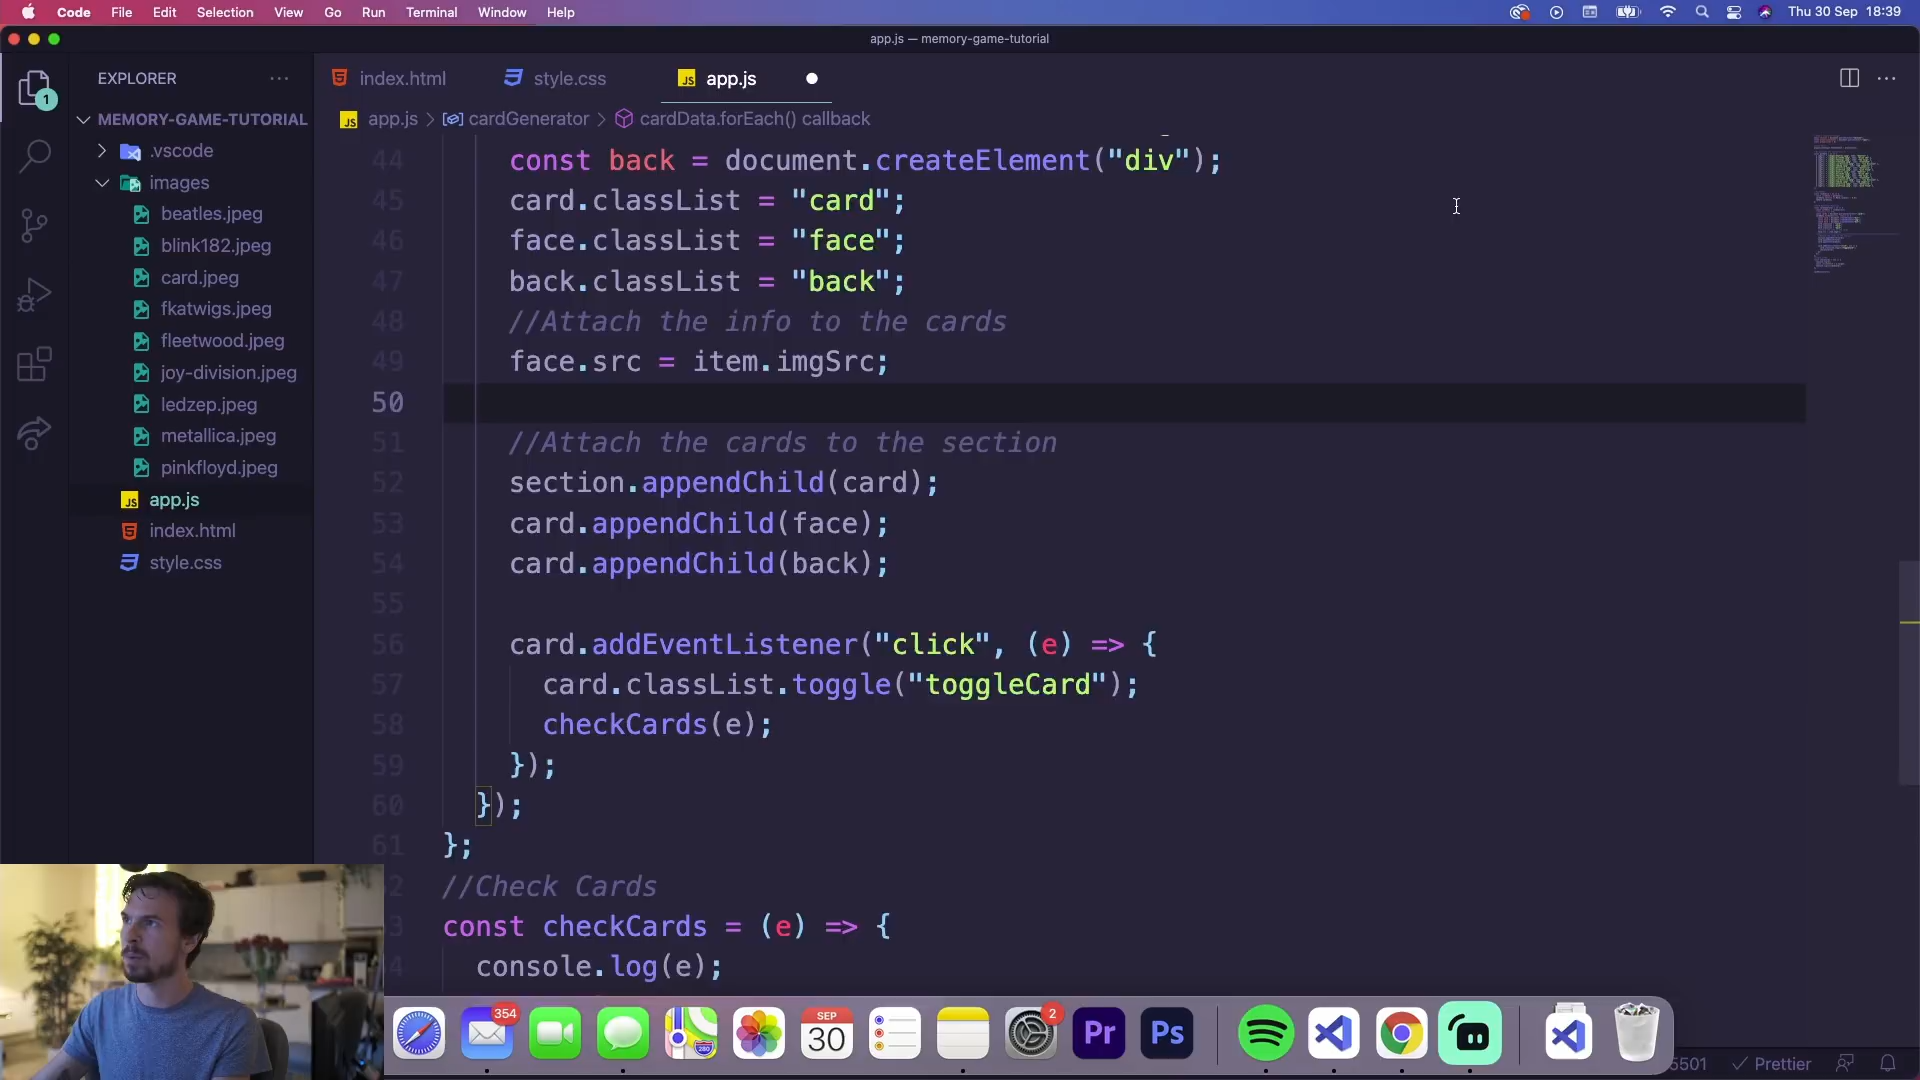 Code File Edit Selection View Go Run Terminal Window Help
Thu 30 Sep 18:39
app.js — memory-game-tutorial
EXPLORER
index.html
style.css
app.js
app.js > cardGenerator > cardData.forEach() callback
1
MEMORY-GAME-TUTORIAL
.vscode
images
beatles.jpeg
blink182.jpeg
card.jpeg
fkatwigs.jpeg
fleetwood.jpeg
joy-division.jpeg
ledzep.jpeg
metallica.jpeg
pinkfloyd.jpeg
app.js
index.html
style.css
44 const back = document.createElement("div");
45 card.classList = "card";
46 face.classList = "face";
47 back.classList = "back";
48 //Attach the info to the cards
49 face.src = item.imgSrc;
50
51 //Attach the cards to the section
52 section.appendChild(card);
53 card.appendChild(face);
54 card.appendChild(back);
55
56 card.addEventListener("click", (e) => {
57 card.classList.toggle("toggleCard");
58 checkCards(e);
59 });
60 });
61 };
2 //Check Cards
3 const checkCards = (e) => {
4 console.log(e);
354
SEP
30
280
2
Pr
Ps
5501
Prettier